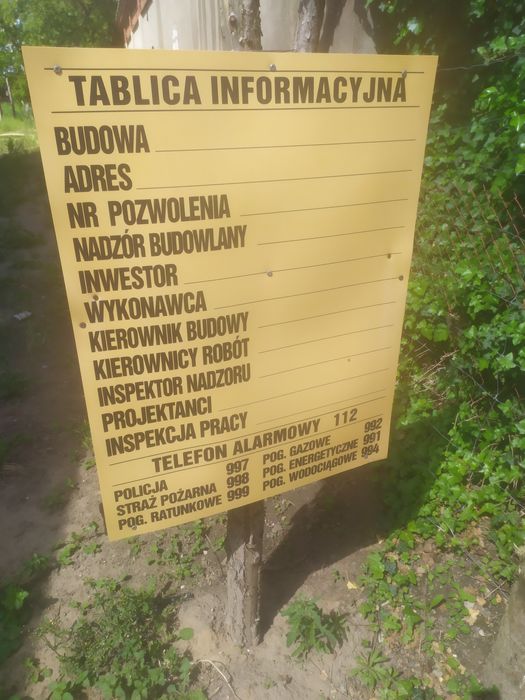 TABLICA INFORMACYJNA
BUDOWA
ADRES
NR POZWOLENIA
NADZÓR BUDOWLANY
INWESTOR
WYKONAWCA
KIEROWNIK BUDOWY
KIEROWNICY ROBÓT
INSPEKTOR NADZORU
PROJEKTANCI
INSPEKCJA PRACY
TELEFON ALARMOWY 112
POLICJA 997
STRAŻ POŻARNA 998
POG. RATUNKOWE 999
POG. GAZOWE 992
POG. ENERGETYCZNE 991
POG. WODOCIĄGOWE 994